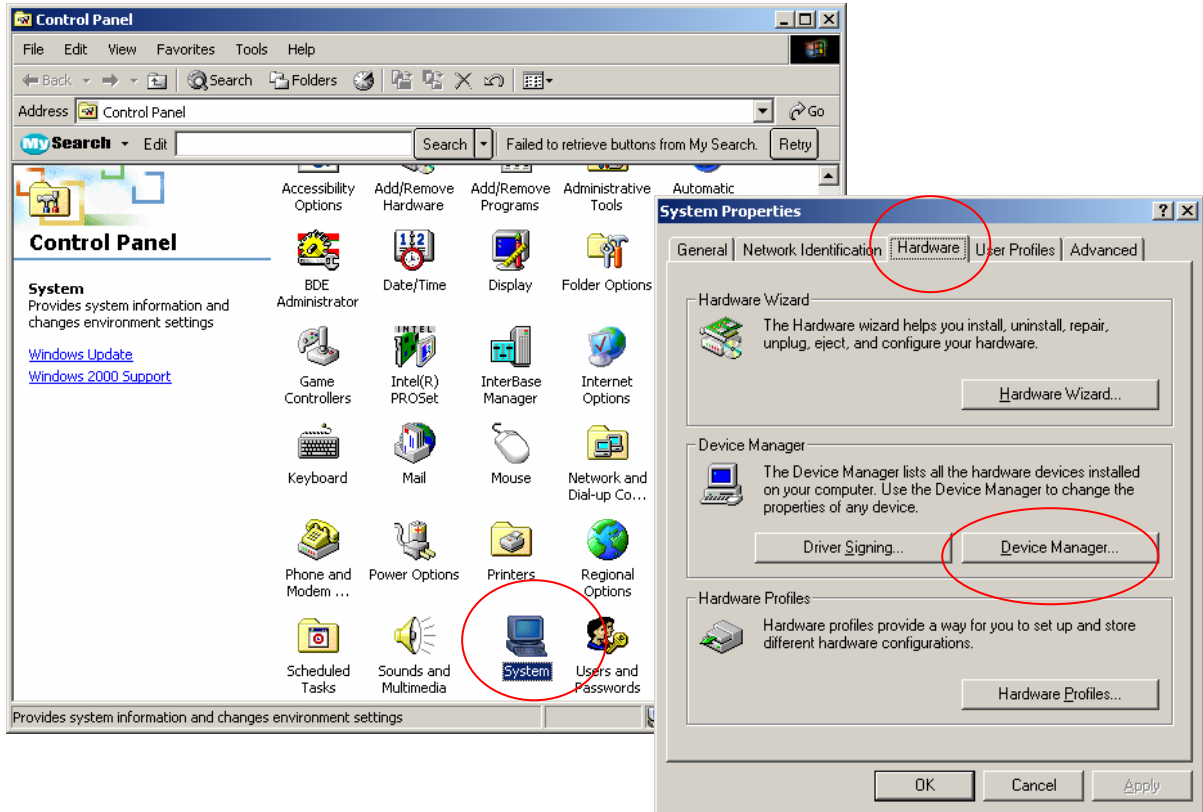 Control Panel
File Edit View Favorites Tools Help
Back Search Folders
Address Control Panel Go
My Search Edit Search Failed to retrieve buttons from My Search. Retry
Control Panel
System
Provides system information and
changes environment settings
Windows Update
Windows 2000 Support
Accessibility Add/Remove Add/Remove Administrative Automatic
Options Hardware Programs Tools
BDE Date/Time Display Folder Options
Administrator
INTEL
Game Intel(R) InterBase Internet
Controllers PROSet Manager Options
Keyboard Mail Mouse Network and
Dial-up Co...
Phone and Power Options Printers Regional
Modem ... Options
Scheduled Sounds and System Users and
Tasks Multimedia Passwords
Provides system information and changes environment settings
System Properties
General Network Identification Hardware User Profiles Advanced
Hardware Wizard
The Hardware wizard helps you install, uninstall, repair,
unplug, eject, and configure your hardware.
Hardware Wizard...
Device Manager
The Device Manager lists all the hardware devices installed
on your computer. Use the Device Manager to change the
properties of any device.
Driver Signing... Device Manager...
Hardware Profiles
Hardware profiles provide a way for you to set up and store
different hardware configurations.
Hardware Profiles...
OK Cancel Apply